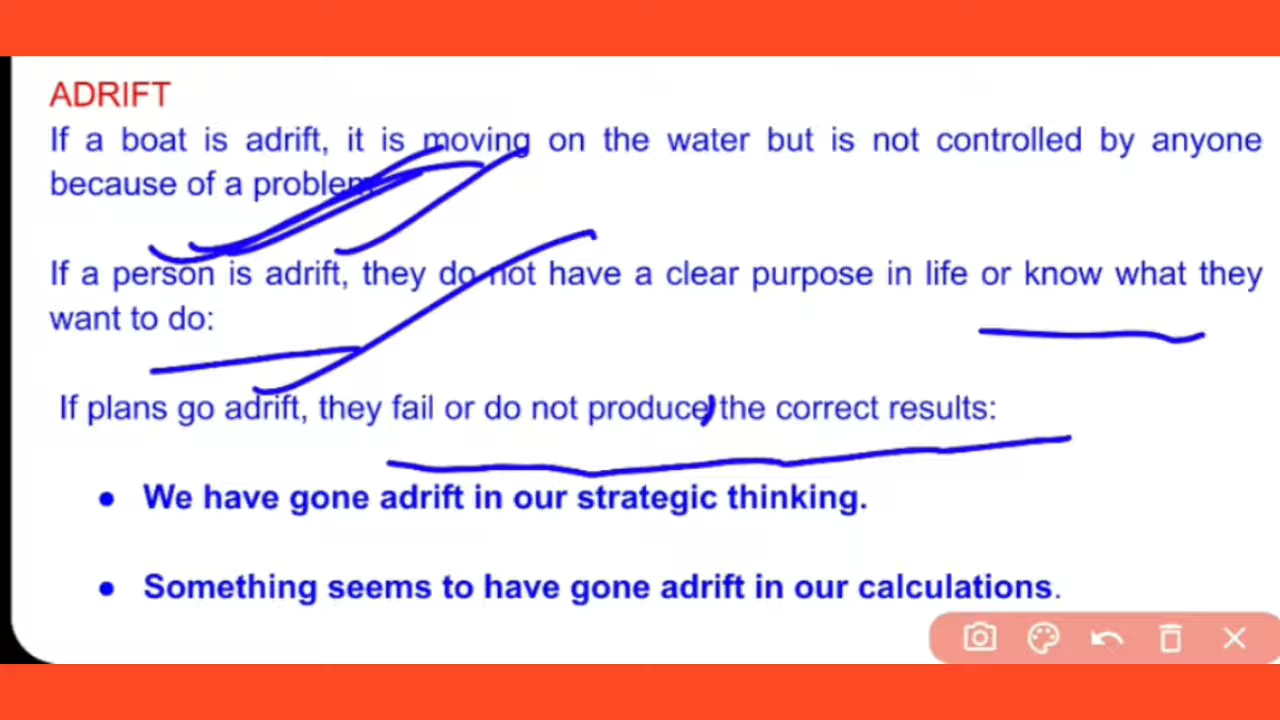 ADRIFT
If a boat is adrift, it is moving on the water but is not controlled by anyone
because of a problem
If a person is adrift, they do not have a clear purpose in life or know what they
want to do:
If plans go adrift, they fail or do not produce the correct results:
• We have gone adrift in our strategic thinking.
• Something seems to have gone adrift in our calculations.